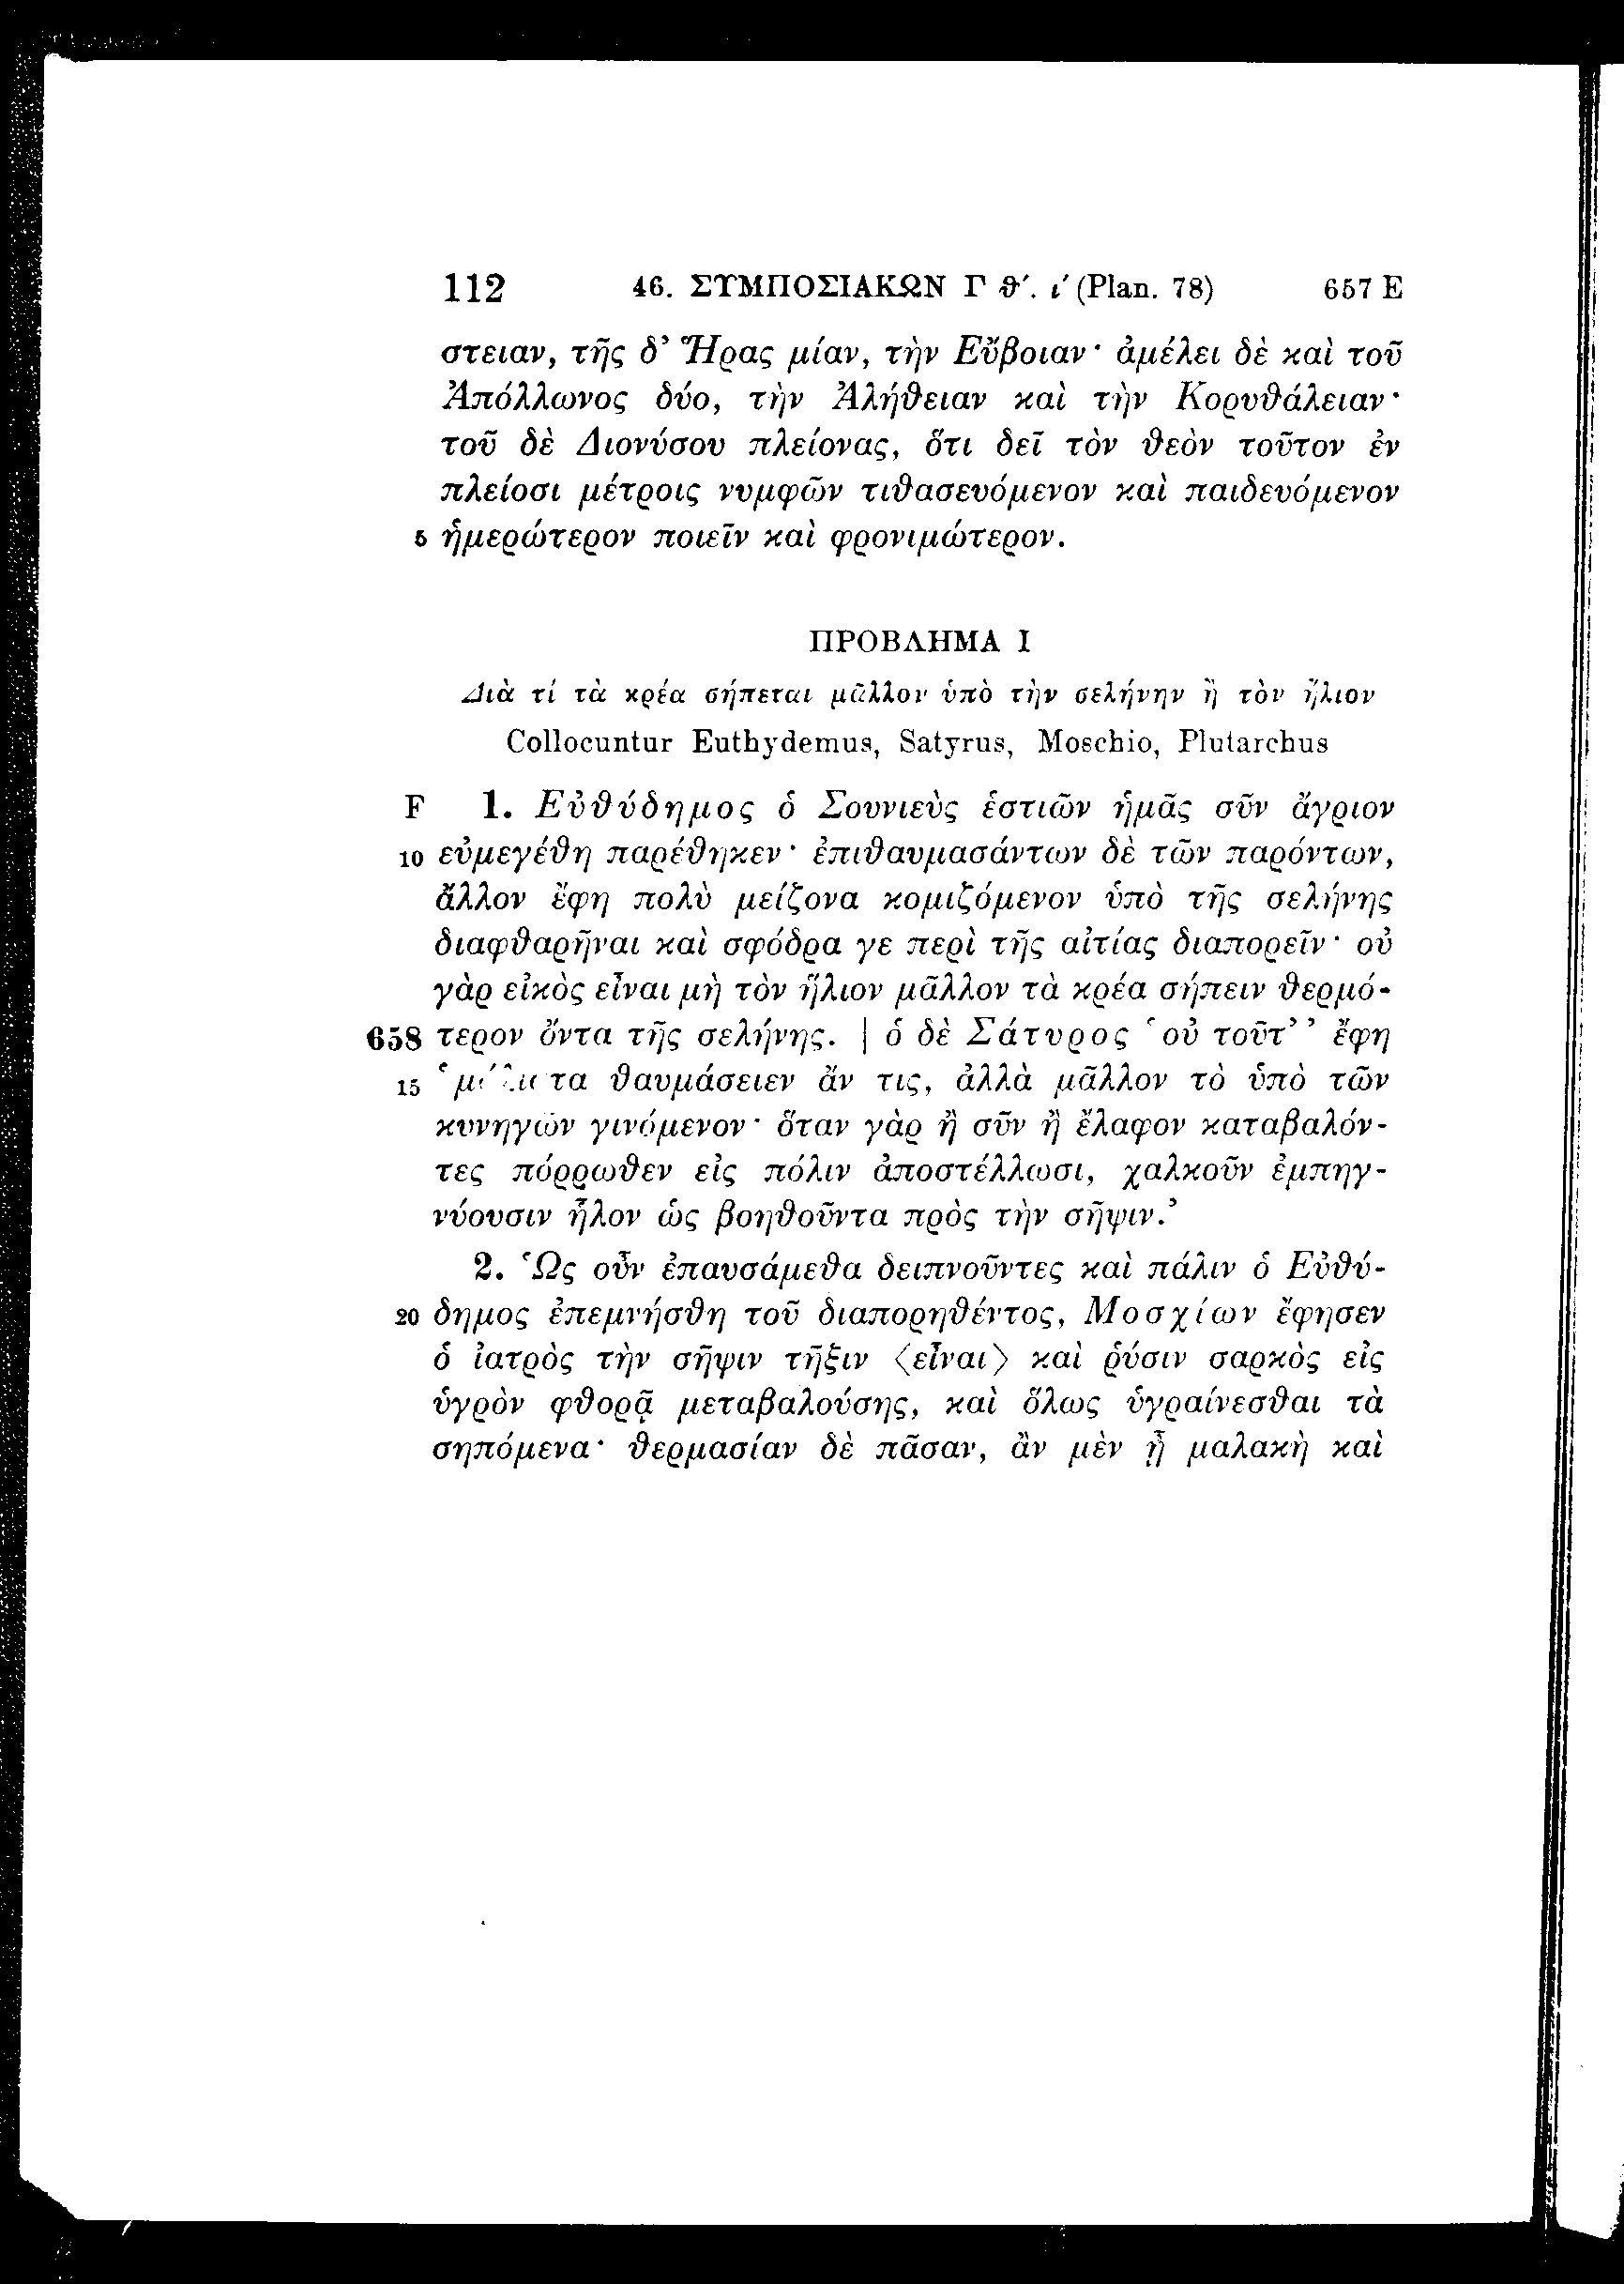 112 46. ΣΥΜΠΟΣΙΑΚΩΝ Γ θ′. ι′ (Plan. 78) 657 E
στειαν, τῆς δ’ Ἥρας μίαν, τὴν Εὔβοιαν· ἀμέλει δὲ καὶ τοῦ
Ἀπόλλωνος δύο, τὴν Ἀλήθειαν καὶ τὴν Κορυθάλειαν·
τοῦ δὲ Διονύσου πλείονας, ὅτι δεῖ τὸν θεὸν τοῦτον ἐν
πλείοσι μέτροις νυμφῶν τιθασευόμενον καὶ παιδευόμενον
5 ἡμερώτερον ποιεῖν καὶ φρονιμώτερον.
ΠΡΟΒΛΗΜΑ Ι
Διὰ τί τὰ κρέα σήπεται μᾶλλον ὑπὸ τὴν σελήνην ἢ τὸν ἥλιον
Collocuntur Euthydemus, Satyrus, Moschio, Plutarchus
F 1. Εὐθύδημος ὁ Σουνιεὺς ἑστιῶν ἡμᾶς σῦν ἄγριον
10 εὐμεγέθη παρέθηκεν· ἐπιθαυμασάντων δὲ τῶν παρόντων,
ἄλλον ἔφη πολὺ μείζονα κομιζόμενον ὑπὸ τῆς σελήνης
διαφθαρῆναι καὶ σφόδρα γε περὶ τῆς αἰτίας διαπορεῖν· οὐ
γὰρ εἰκὸς εἶναι μὴ τὸν ἥλιον μᾶλλον τὰ κρέα σήπειν θερμό-
658 τερον ὄντα τῆς σελήνης. | ὁ δὲ Σάτυρος ‘οὐ τοῦτ’’ ἔφη
15 θαυμάσειεν ἄν τις, ἀλλὰ μᾶλλον τὸ ὑπὸ τῶν
κυνηγῶν γινόμενον· ὅταν γὰρ ἢ σῦν ἢ ἔλαφον καταβαλόν-
τες πόρρωθεν εἰς πόλιν ἀποστέλλωσι, χαλκοῦν ἐμπηγ-
νύουσιν ἧλον ὡς βοηθοῦντα πρὸς τὴν σῆψιν.’
2. Ὡς οὖν ἐπαυσάμεθα δειπνοῦντες καὶ πάλιν ὁ Εὐθύ-
20 δημος ἐπεμνήσθη τοῦ διαπορηθέντος, Μοσχίων ἔφησεν
ὁ ἰατρὸς τὴν σῆψιν τῆξιν ⟨εἶναι⟩ καὶ ῥύσιν σαρκὸς εἰς
ὑγρὸν φθορᾷ μεταβαλούσης, καὶ ὅλως ὑγραίνεσθαι τὰ
σηπόμενα· θερμασίαν δὲ πᾶσαν, ἂν μὲν ᾖ μαλακὴ καὶ